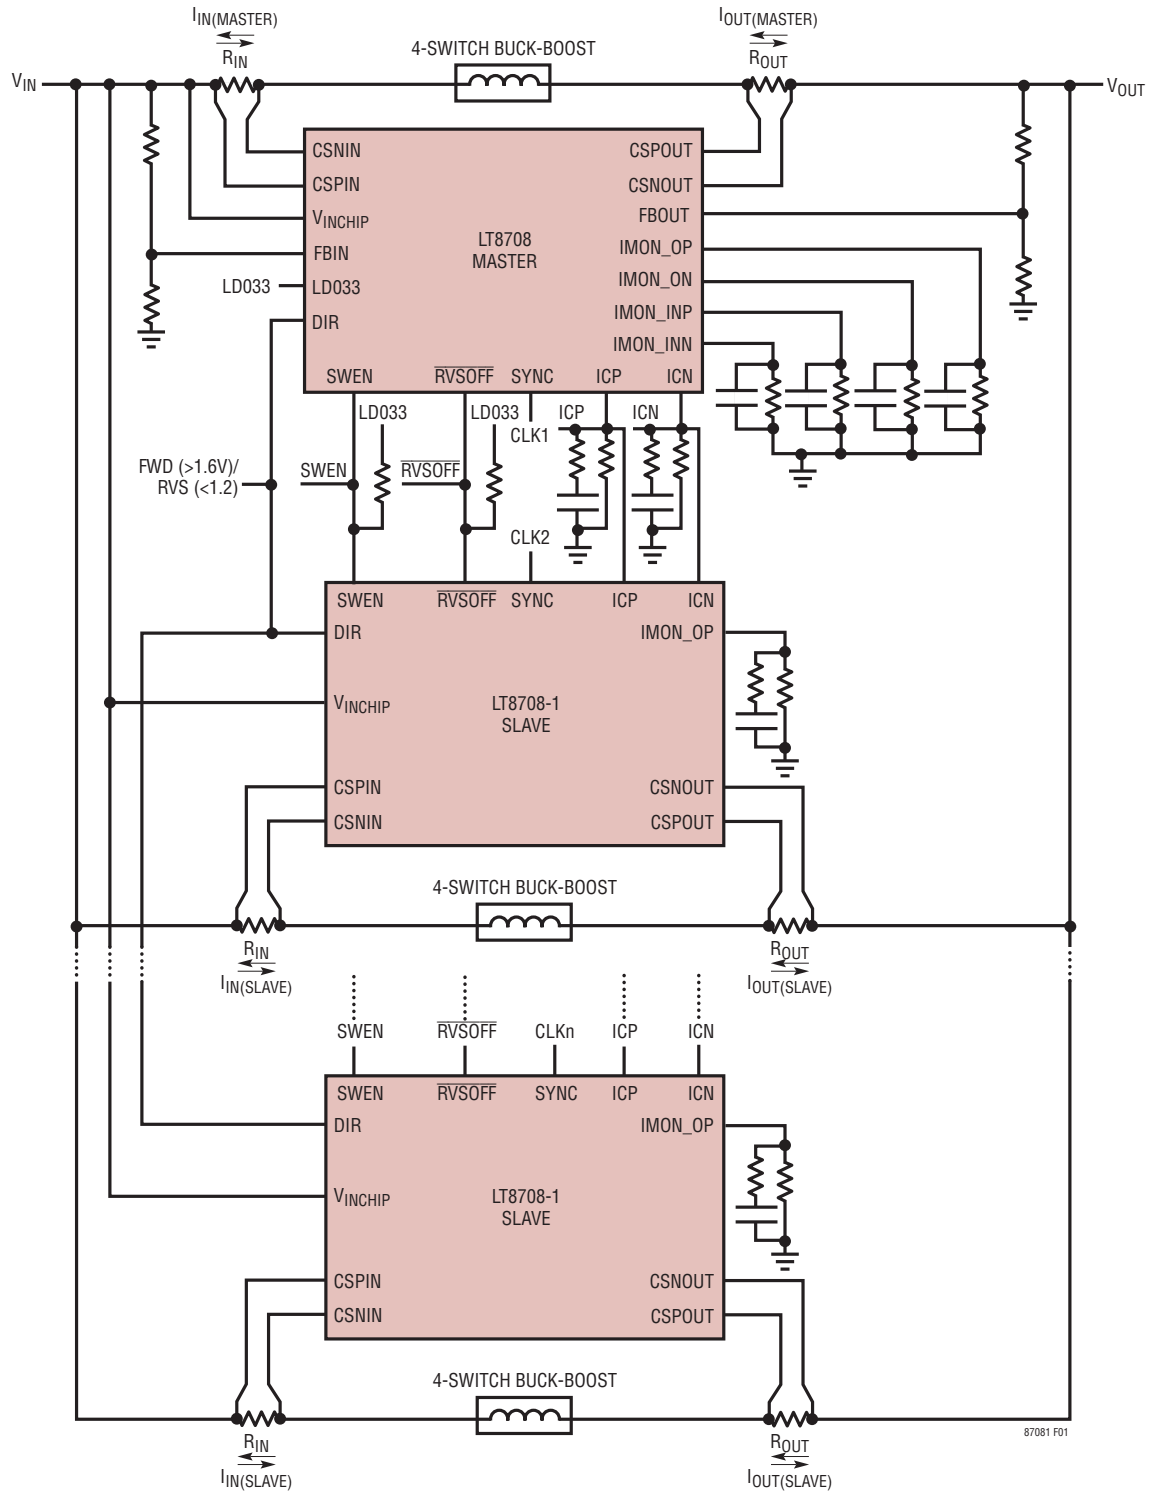 IIN(MASTER)
RIN
4-SWITCH BUCK-BOOST
IOUT(MASTER)
ROUT
VIN
VOUT
CSNIN
CSPIN
VINCHIP
FBIN
LD033
LD033
DIR
LT8708
MASTER
CSPOUT
CSNOUT
FBOUT
IMON_OP
IMON_ON
IMON_INP
IMON_INN
SWEN
RVSOFF
SYNC
ICP
ICN
LD033
LD033
CLK1
ICP
ICN
FWD (>1.6V)/
RVS (<1.2)
SWEN
RVSOFF
CLK2
SWEN
RVSOFF
SYNC
ICP
ICN
DIR
IMON_OP
VINCHIP
LT8708-1
SLAVE
CSPIN
CSNIN
CSNOUT
CSPOUT
4-SWITCH BUCK-BOOST
RIN
IIN(SLAVE)
ROUT
IOUT(SLAVE)
SWEN
RVSOFF
CLKn
ICP
ICN
SWEN
RVSOFF
SYNC
ICP
ICN
DIR
IMON_OP
VINCHIP
LT8708-1
SLAVE
CSPIN
CSNIN
CSNOUT
CSPOUT
4-SWITCH BUCK-BOOST
RIN
IIN(SLAVE)
ROUT
IOUT(SLAVE)
87081 F01